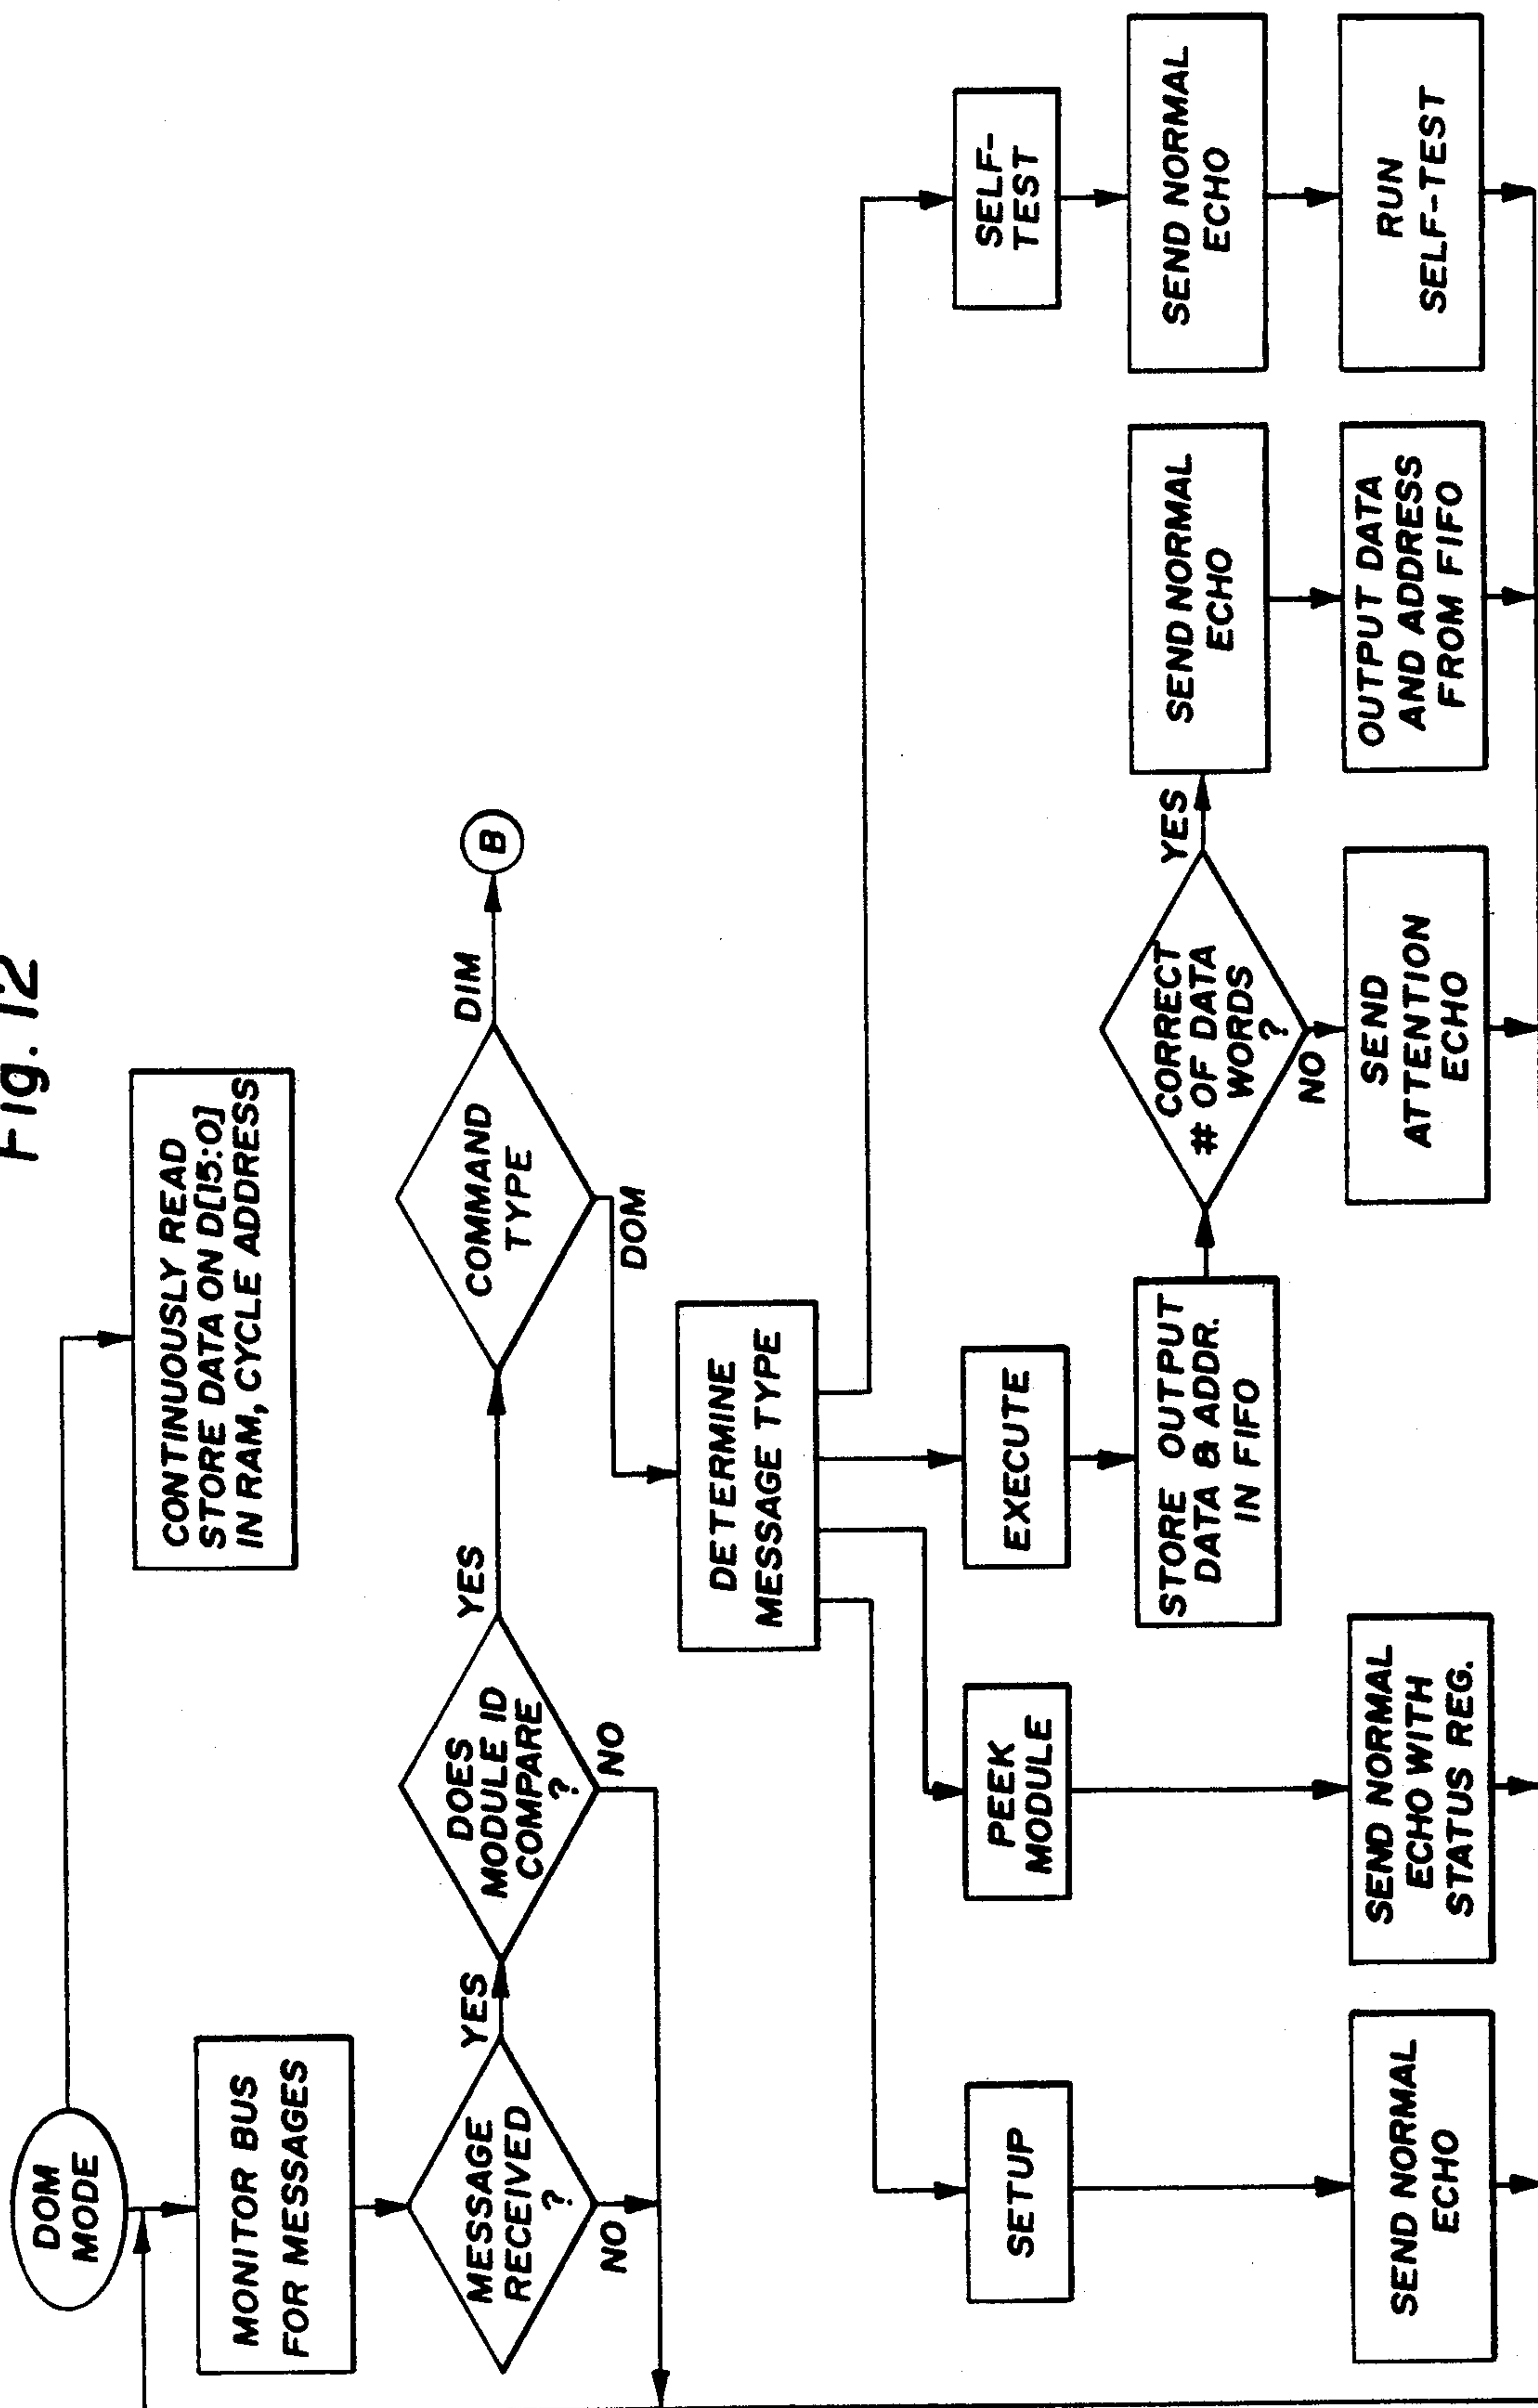 Fig. 12
DOM
MODE
CONTINUOUSLY READ
STORE DATA ON D[15:0]
IN RAM, CYCLE ADDRESS
MONITOR BUS
FOR MESSAGES
MESSAGE
RECEIVED
?
YES
NO
DOES
MODULE ID
COMPARE
?
YES
NO
COMMAND
TYPE
DIM
B
DOM
DETERMINE
MESSAGE TYPE
SETUP
PEEK
MODULE
EXECUTE
SELF-
TEST
STORE OUTPUT
DATA & ADDR.
IN FIFO
CORRECT
# OF DATA
WORDS
?
YES
NO
SEND NORMAL
ECHO
SEND NORMAL
ECHO
SEND NORMAL
ECHO
SEND NORMAL
ECHO WITH
STATUS REG.
SEND
ATTENTION
ECHO
OUTPUT DATA
AND ADDRESS
FROM FIFO
RUN
SELF-TEST